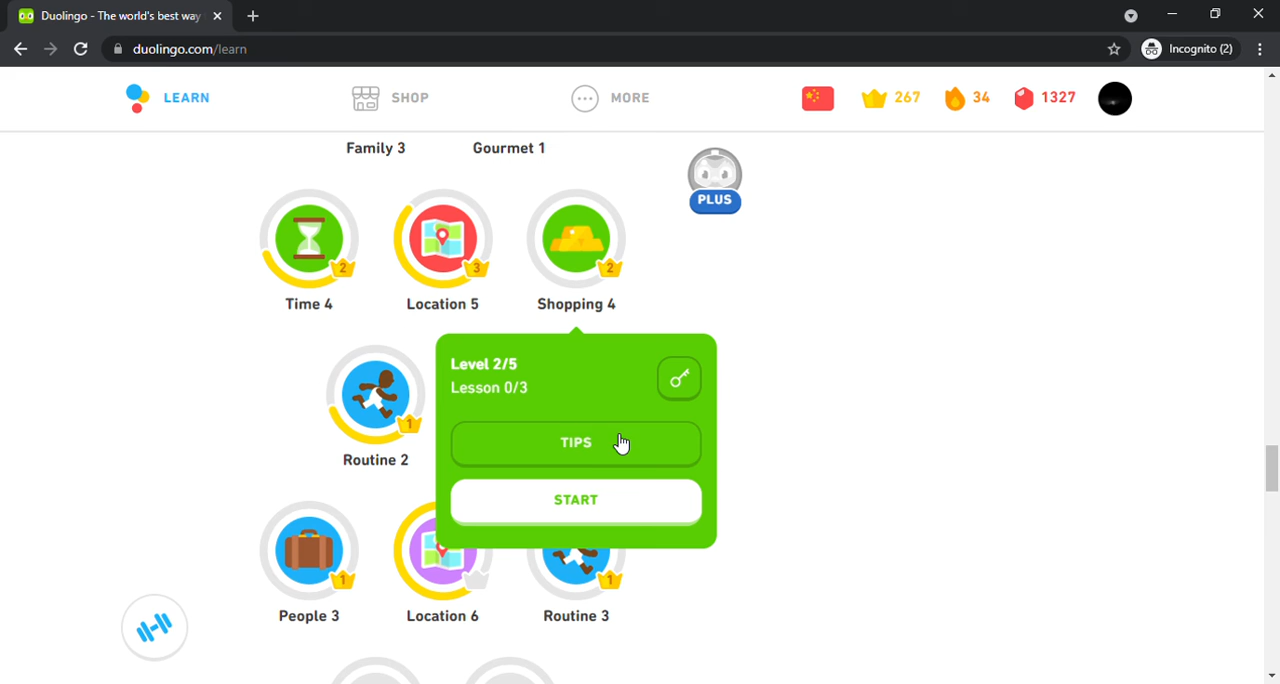 Duolingo - The world's best way
duolingo.com/learn
Incognito (2)
LEARN
SHOP
MORE
267
34
1327
Family 3
Gourmet 1
PLUS
2
3
2
Time 4
Location 5
Shopping 4
Level 2/5
Lesson 0/3
TIPS
START
1
Routine 2
1
1
People 3
Location 6
Routine 3